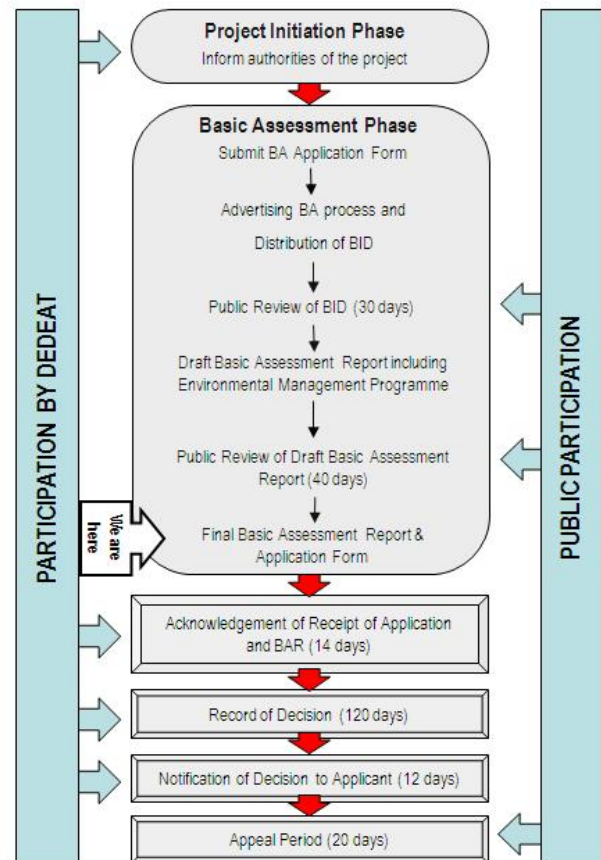 Project Initiation Phase
Inform authorities of the project
Basic Assessment Phase
Submit BA Application Form
Advertising BA process and
Distribution of BID
Public Review of BID (30 days)
Draft Basic Assessment Report including
Environmental Management Programme
Public Review of Draft Basic Assessment
Report (40 days)
We are
here
Final Basic Assessment Report &
Application Form
Acknowledgement of Receipt of Application
and BAR (14 days)
Record of Decision (120 days)
Notification of Decision to Applicant (12 days)
Appeal Period (20 days)
PARTICIPATION BY DEDEAT
PUBLIC PARTICIPATION